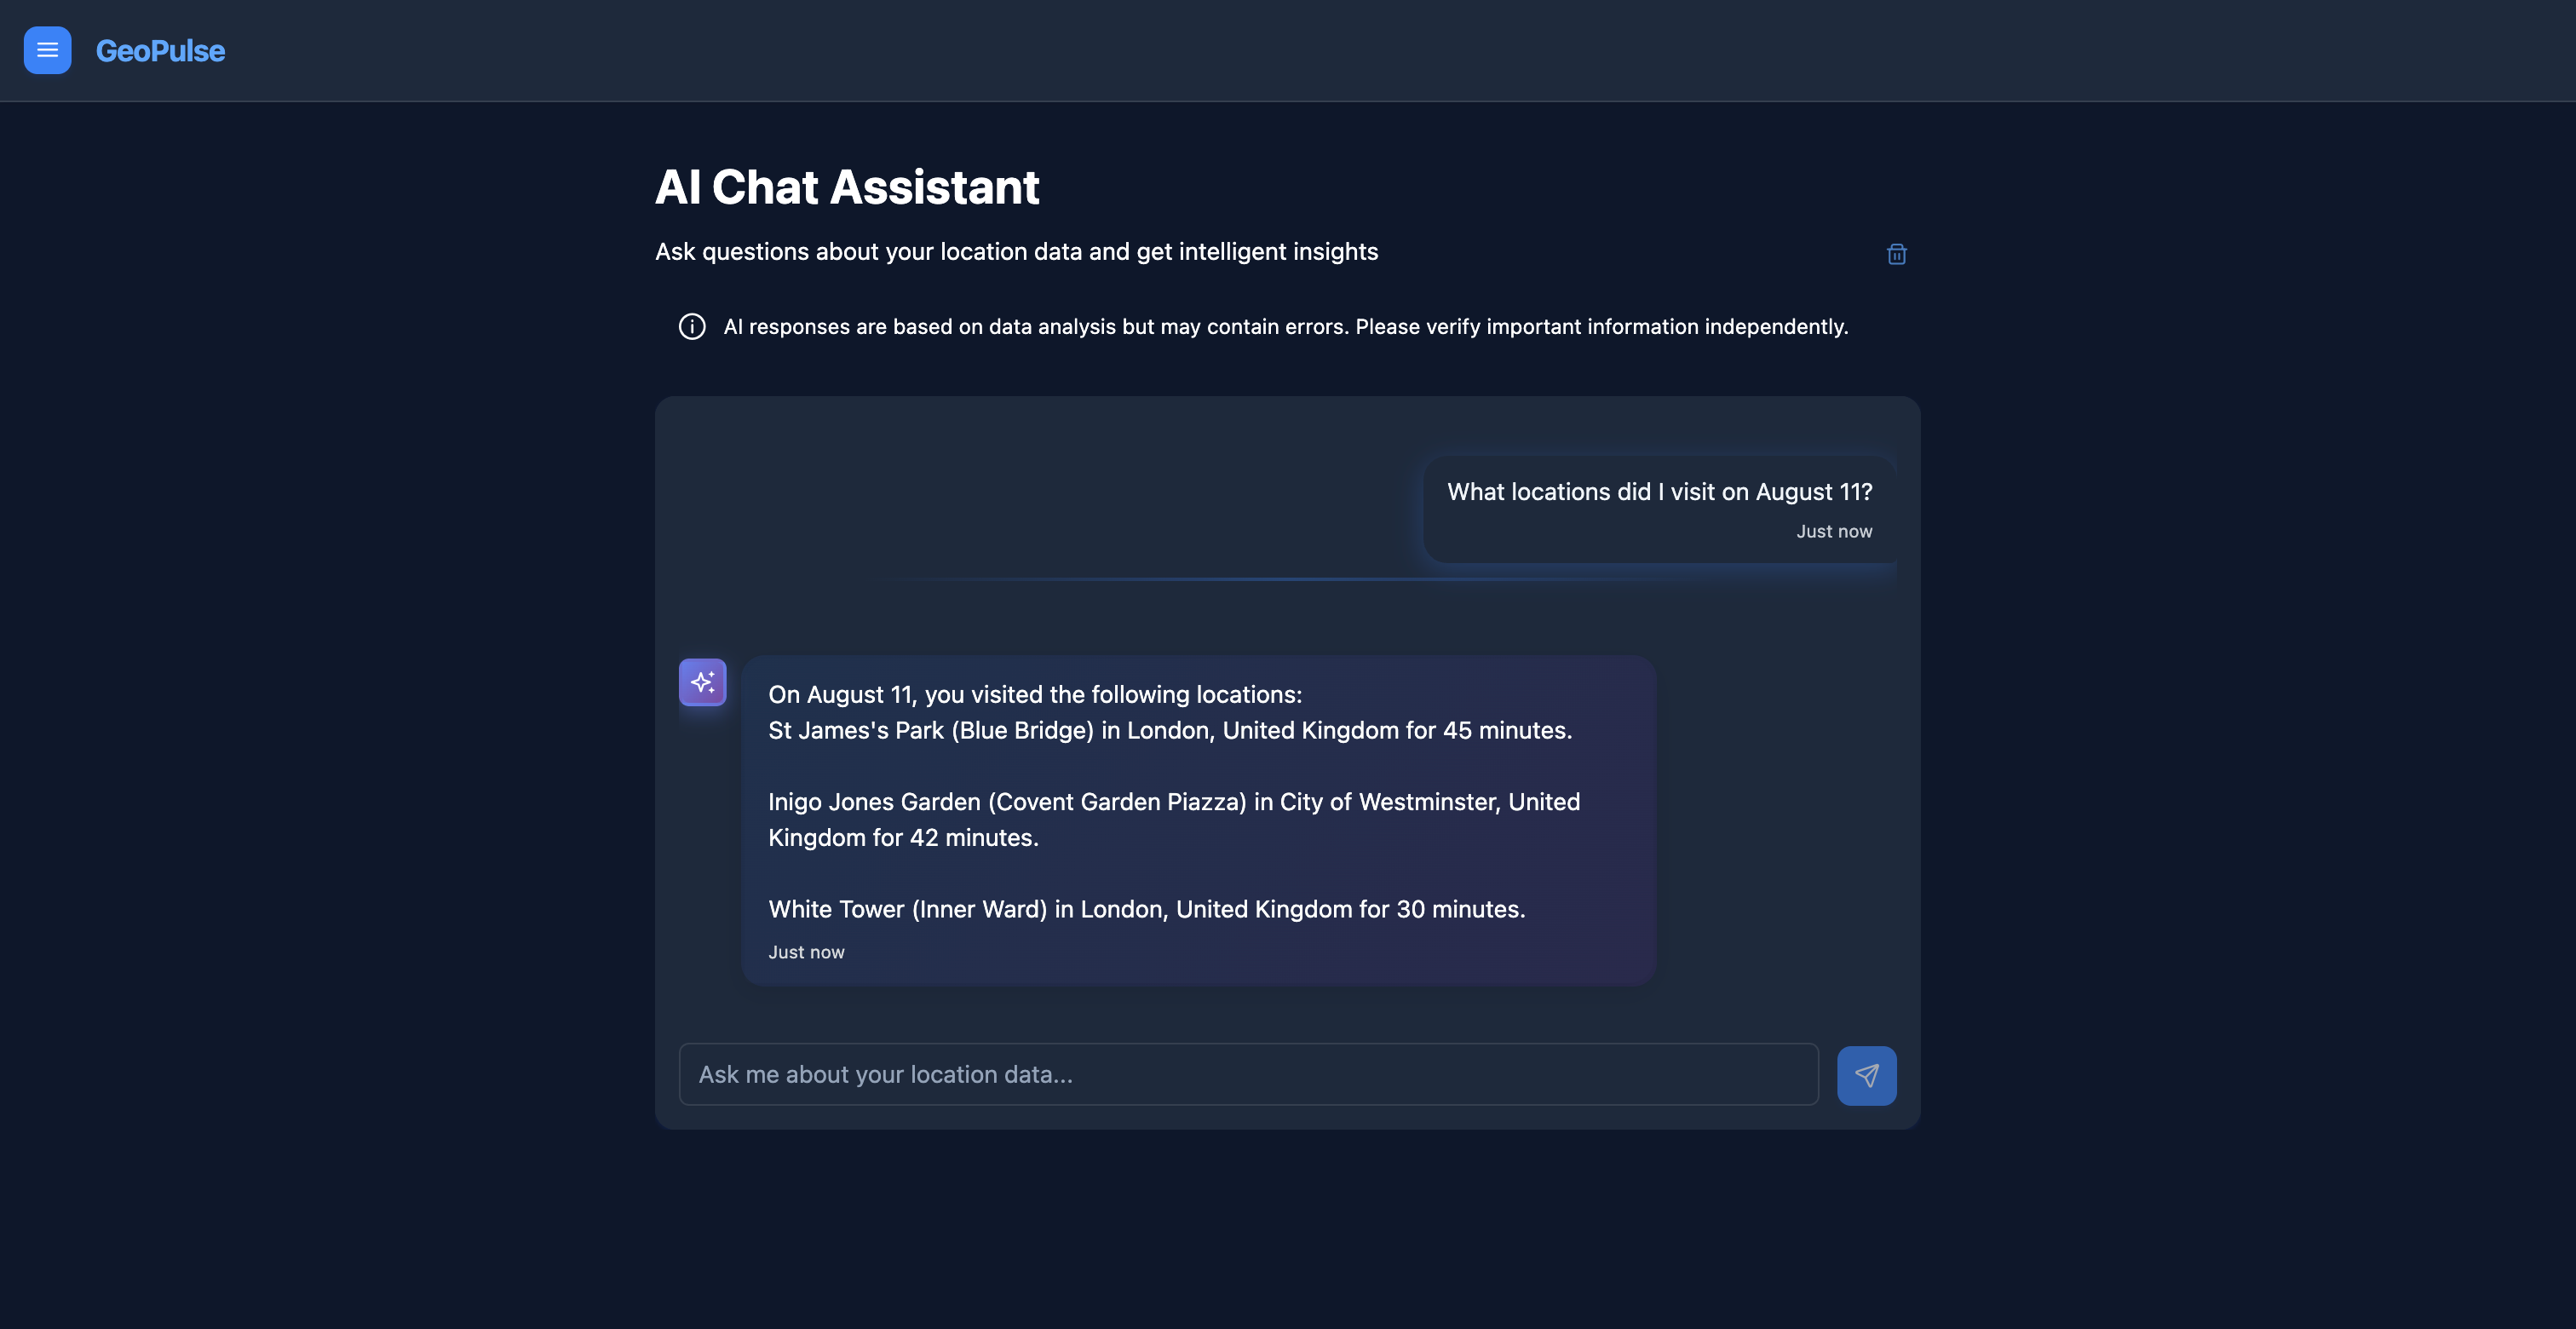 GeoPulse
AI Chat Assistant
Ask questions about your location data and get intelligent insights
AI responses are based on data analysis but may contain errors. Please verify important information independently.
What locations did I visit on August 11?
Just now
On August 11, you visited the following locations:
St James's Park (Blue Bridge) in London, United Kingdom for 45 minutes.
Inigo Jones Garden (Covent Garden Piazza) in City of Westminster, United
Kingdom for 42 minutes.
White Tower (Inner Ward) in London, United Kingdom for 30 minutes.
Just now
Ask me about your location data...